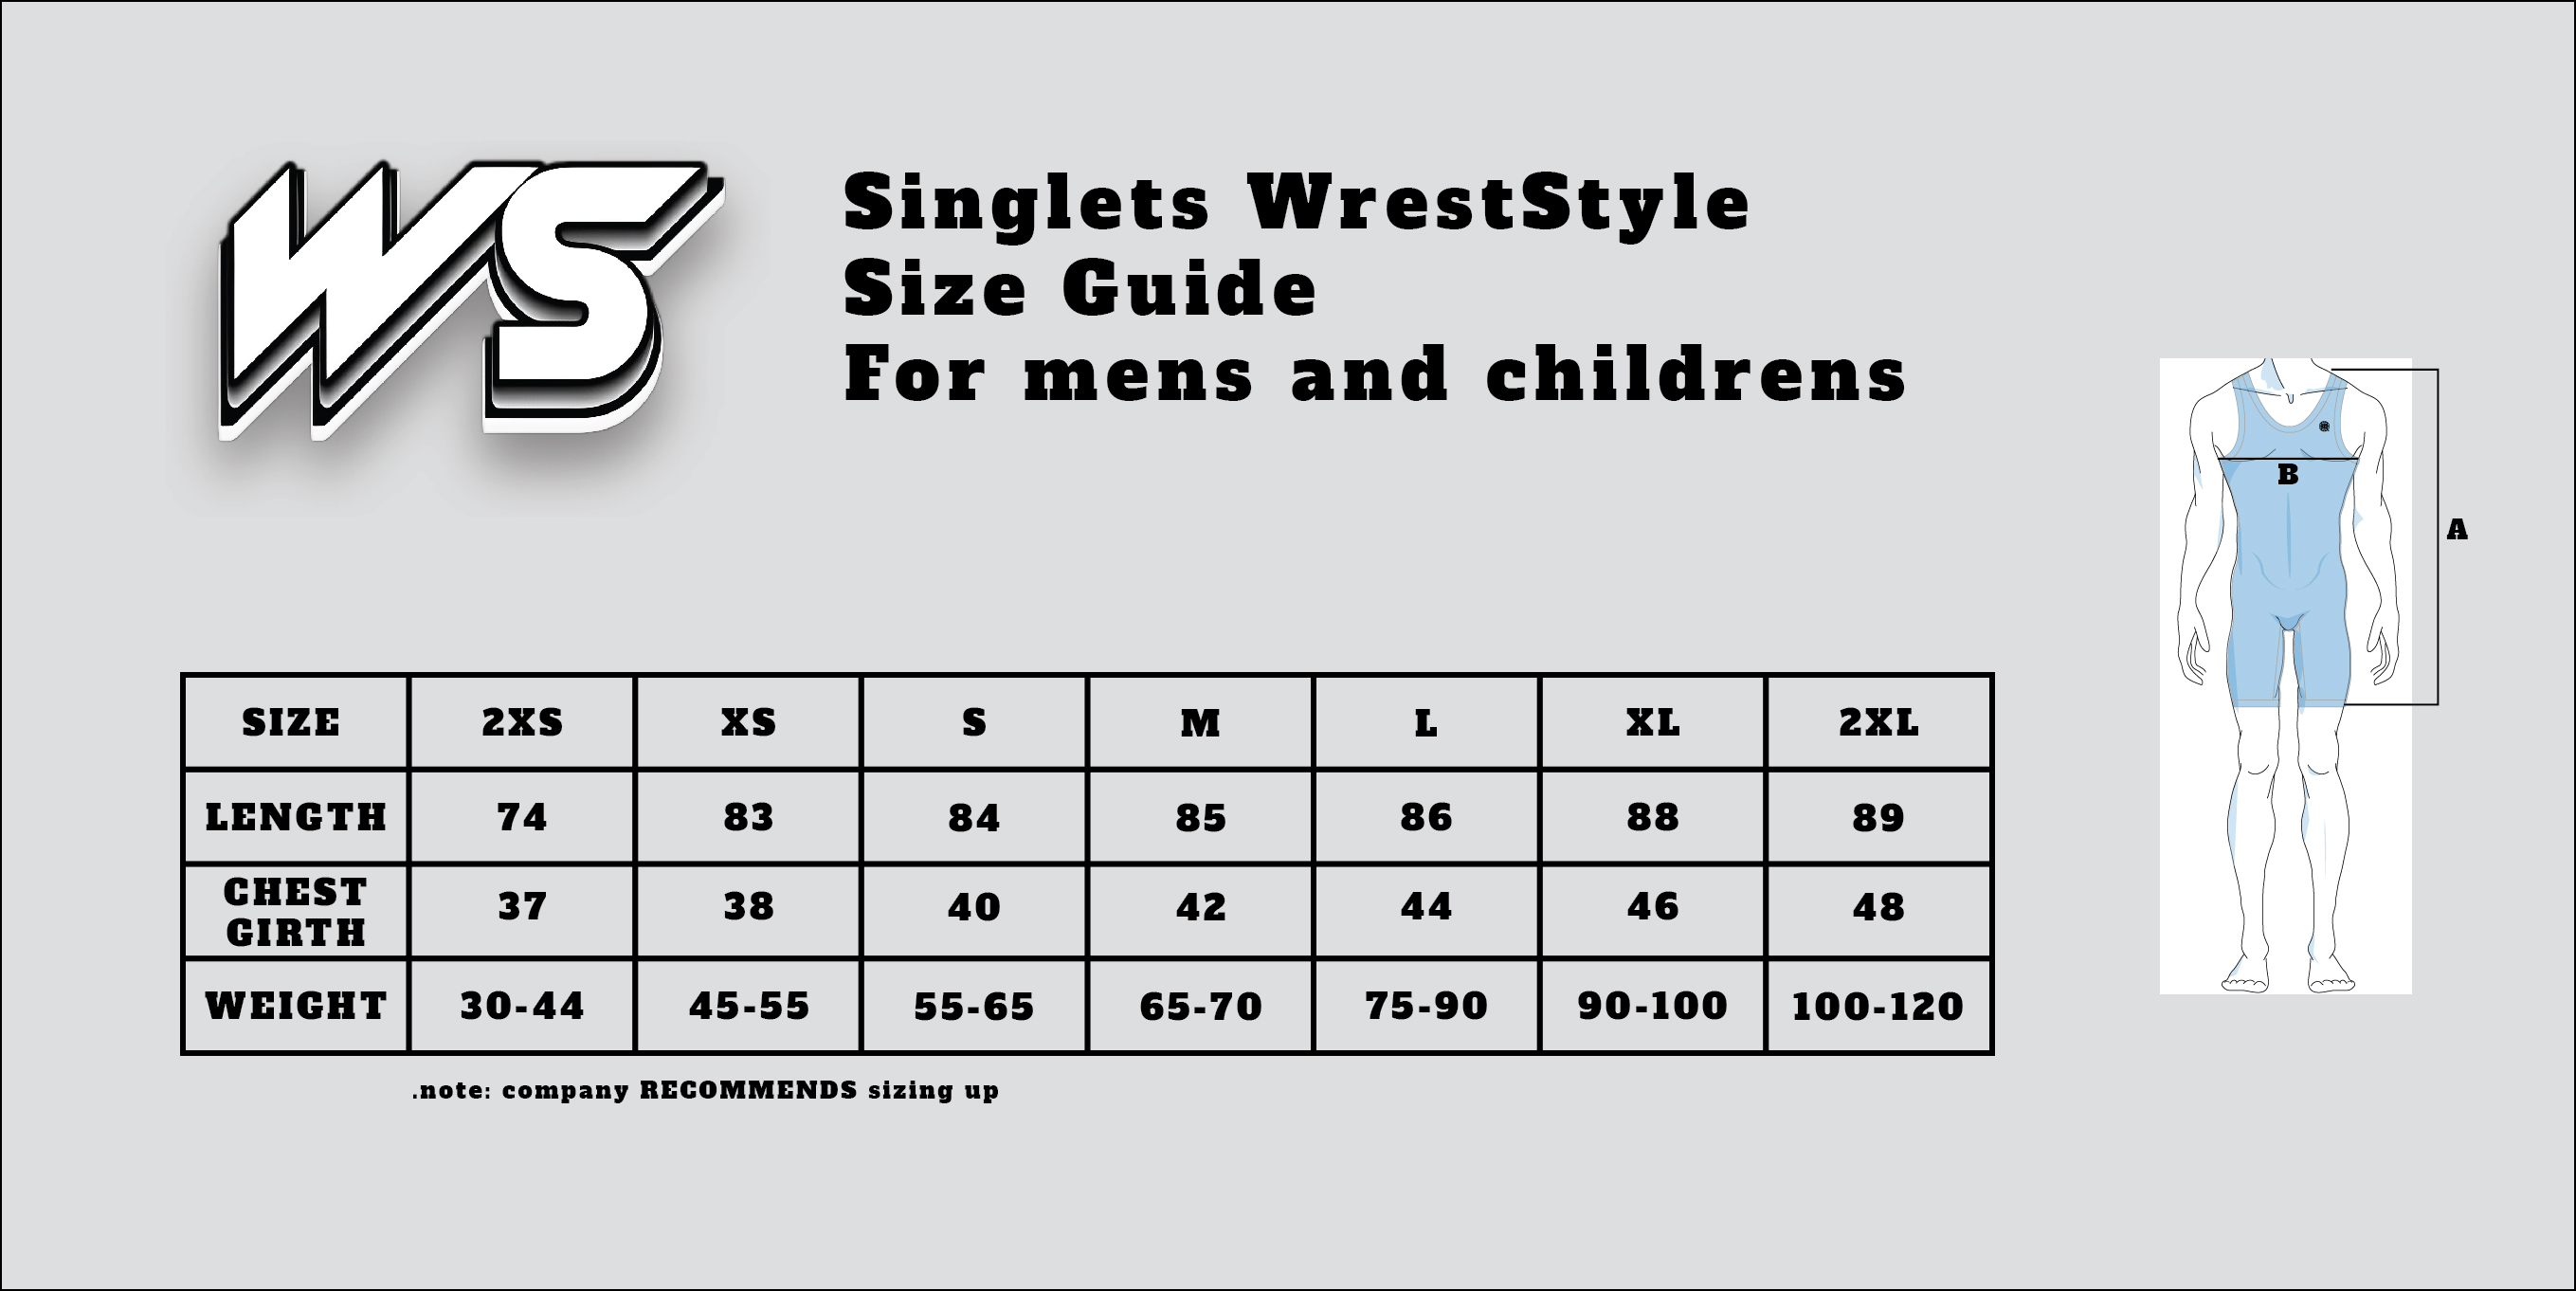 WS
Singlets WrestStyle
Size Guide
For mens and childrens
B
A
SIZE 2XS XS S M L XL 2XL
LENGTH 74 83 84 85 86 88 89
CHEST
GIRTH 37 38 40 42 44 46 48
WEIGHT 30-44 45-55 55-65 65-70 75-90 90-100 100-120
.note: company RECOMMENDS sizing up